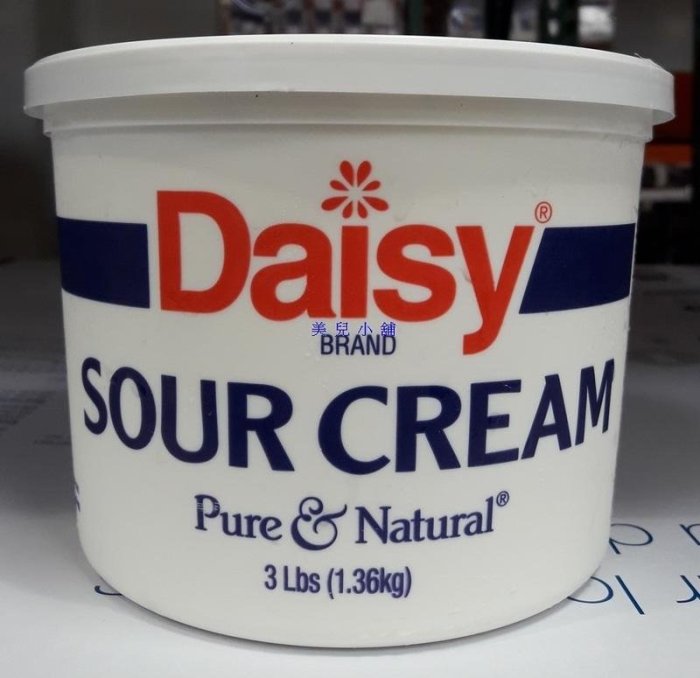 Daisy®
美兒小舖
BRAND
SOUR CREAM
Pure & Natural®
3 Lbs (1.36kg)